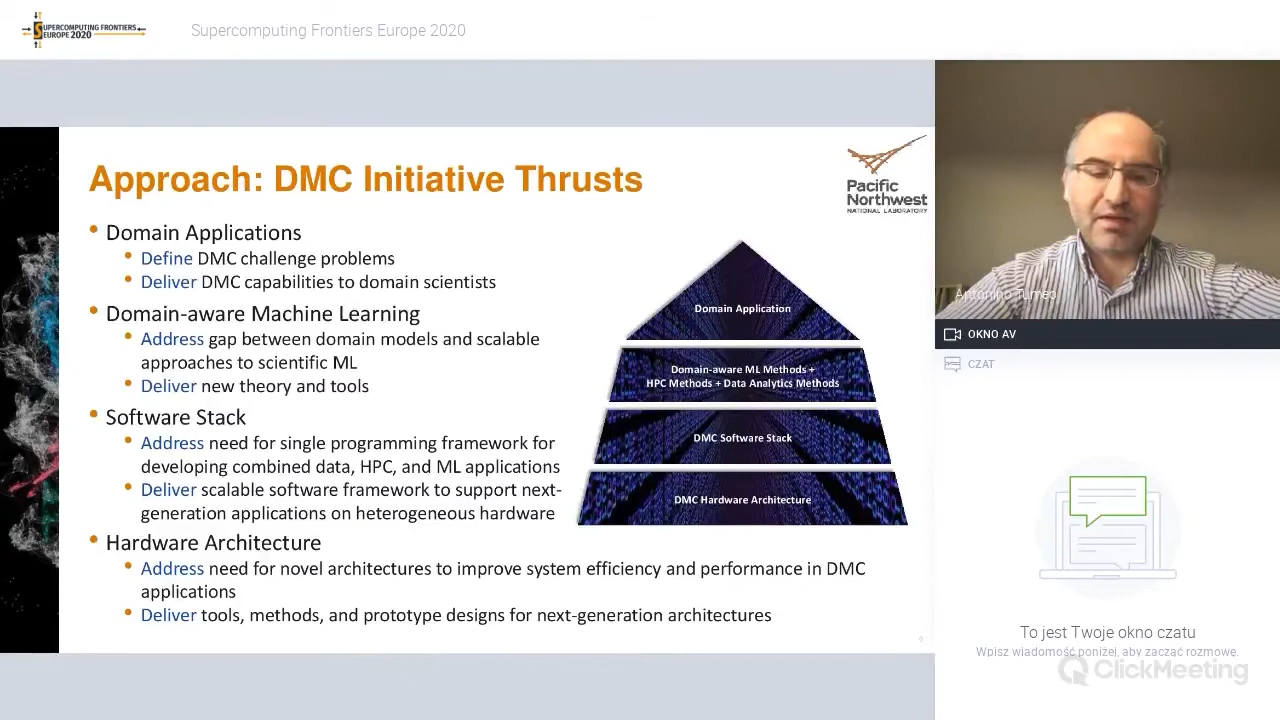 SUPERCOMPUTING FRONTIERS
EUROPE 2020
Supercomputing Frontiers Europe 2020
Approach: DMC Initiative Thrusts
Pacific
Northwest
NATIONAL LABORATORY
• Domain Applications
• Define DMC challenge problems
• Deliver DMC capabilities to domain scientists
• Domain-aware Machine Learning
• Address gap between domain models and scalable
approaches to scientific ML
• Deliver new theory and tools
• Software Stack
• Address need for single programming framework for
developing combined data, HPC, and ML applications
• Deliver scalable software framework to support next-
generation applications on heterogeneous hardware
• Hardware Architecture
• Address need for novel architectures to improve system efficiency and performance in DMC
applications
• Deliver tools, methods, and prototype designs for next-generation architectures
Domain Application
Domain-aware ML Methods +
HPC Methods + Data Analytics Methods
DMC Software Stack
DMC Hardware Architecture
Antonino Tumeo
OKNO AV
CZAT
To jest Twoje okno czatu
Wpisz wiadomość poniżej, aby zacząć rozmowę.
ClickMeeting